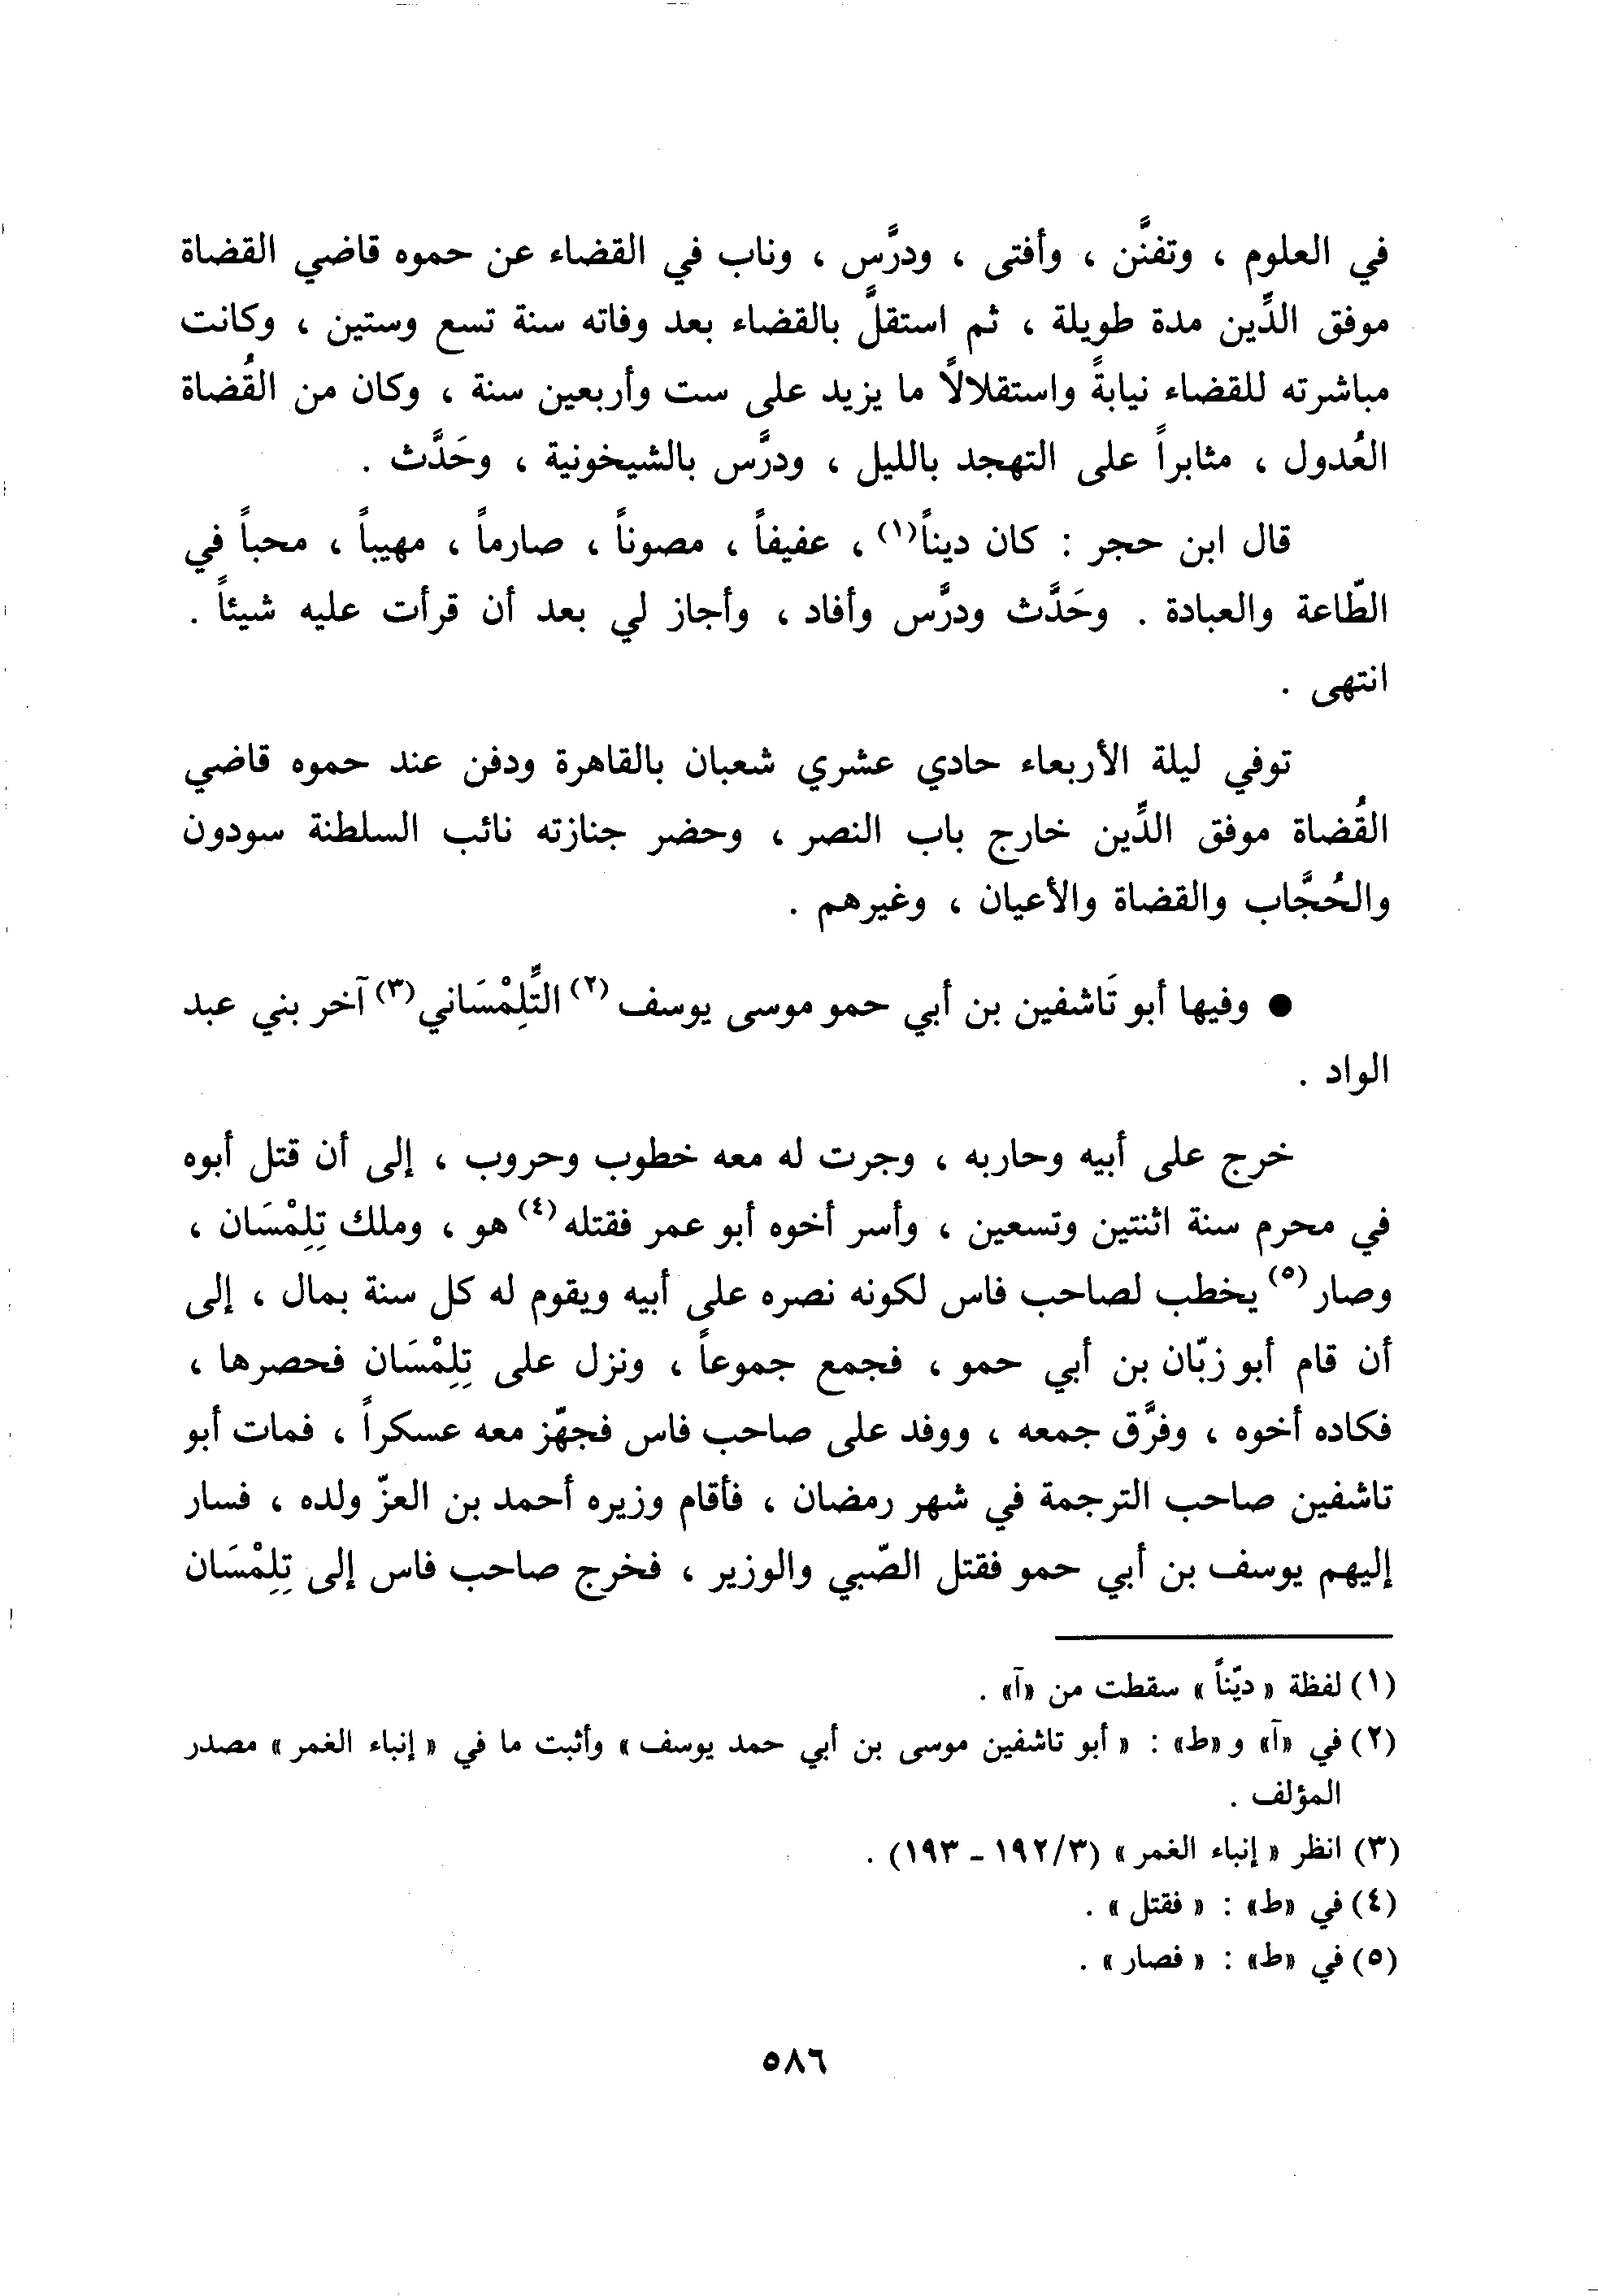 في العلوم ، وتفنَّن ، وأفتى ، ودرَّس ، وناب في القضاء عن حموه قاضي القضاة
موفق الدِّين مدة طويلة ، ثم استقلَّ بالقضاء بعد وفاته سنة تسع وستين ، وكانت
مباشرته للقضاء نيابةً واستقلالاً ما يزيد على ست وأربعين سنة ، وكان من القُضاة
العُدول ، مثابراً على التهجد بالليل ، ودرَّس بالشيخونية ، وحَدَّث .
قال ابن حجر : كان ديناً(١) ، عفيفاً ، مصوناً ، صارماً ، مهيباً ، محباً في
الطّاعة والعبادة . وحَدَّث ودرَّس وأفاد ، وأجاز لي بعد أن قرأت عليه شيئاً .
انتهى .
توفي ليلة الأربعاء حادي عشري شعبان بالقاهرة ودفن عند حموه قاضي
القُضاة موفق الدِّين خارج باب النصر ، وحضر جنازته نائب السلطنة سودون
والحُجَّاب والقضاة والأعيان ، وغيرهم .
● وفيها أبو تَاشفين بن أبي حمو موسى يوسف(٢) التِّلِمْسَاني(٣) آخر بني عبد
الواد .
خرج على أبيه وحاربه ، وجرت له معه خطوب وحروب ، إلى أن قتل أبوه
في محرم سنة اثنتين وتسعين ، وأسر أخوه أبو عمر فقتله(٤) هو ، وملك تِلِمْسَان ،
وصار(٥) يخطب لصاحب فاس لكونه نصره على أبيه ويقوم له كل سنة بمال ، إلى
أن قام أبو زبّان بن أبي حمو ، فجمع جموعاً ، ونزل على تِلِمْسَان فحصرها ،
فكاده أخوه ، وفرَّق جمعه ، ووفد على صاحب فاس فجهّز معه عسكراً ، فمات أبو
تاشفين صاحب الترجمة في شهر رمضان ، فأقام وزيره أحمد بن العزّ ولده ، فسار
إليهم يوسف بن أبي حمو فقتل الصّبي والوزير ، فخرج صاحب فاس إلى تِلِمْسَان
(١) لفظة « ديّناً » سقطت من «آ» .
(٢) في «آ» و «ط» : « أبو تاشفين موسى بن أبي حمد يوسف » وأثبت ما في « إنباء الغمر » مصدر
المؤلف .
(٣) انظر « إنباء الغمر » (٣/ ١٩٢ - ١٩٣) .
(٤) في «ط» : « فقتل » .
(٥) في «ط» : « فصار » .
٥٨٦